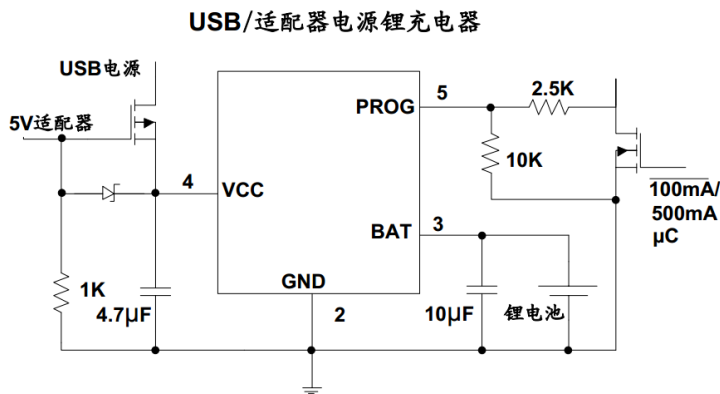 USB/适配器电源锂充电器
USB电源
5V适配器
4
VCC
PROG
5
2.5K
10K
100mA/
500mA
µC
BAT
3
GND
2
1K
4.7µF
10µF
锂电池